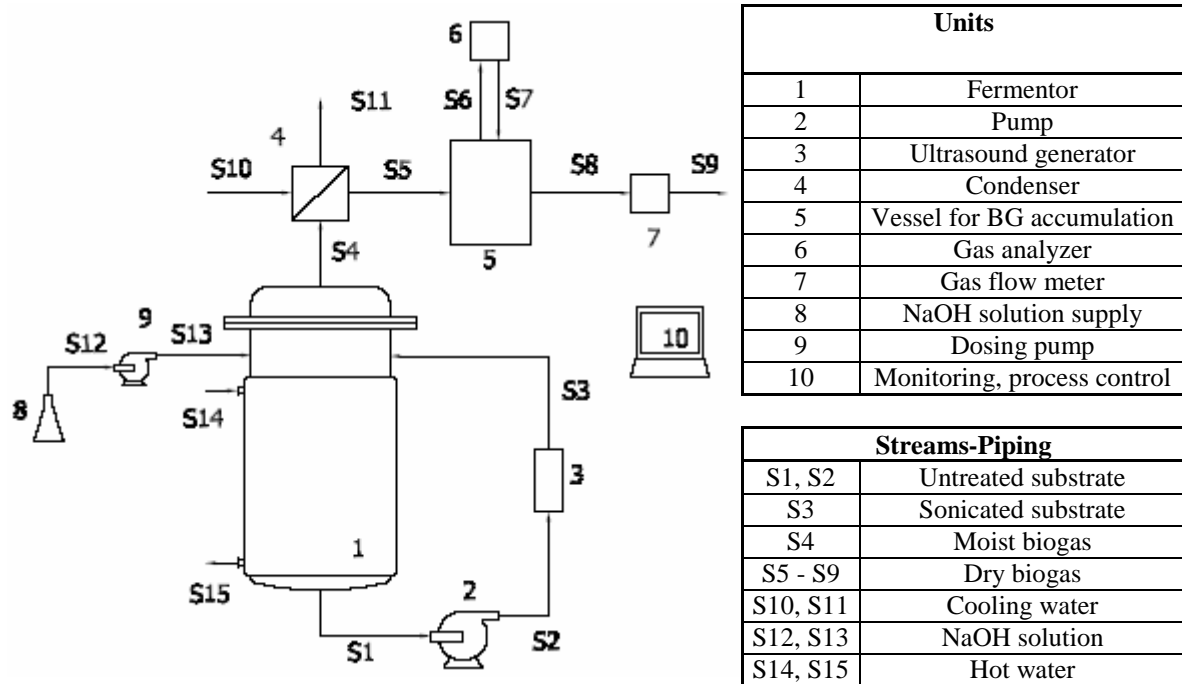 6
S6
S7
S11
4
S10
S5
S8
S9
S4
5
7
9
S12
S13
S14
8
S3
10
3
1
S15
2
S1
S2
Units
1 Fermentor
2 Pump
3 Ultrasound generator
4 Condenser
5 Vessel for BG accumulation
6 Gas analyzer
7 Gas flow meter
8 NaOH solution supply
9 Dosing pump
10 Monitoring, process control
Streams-Piping
S1, S2 Untreated substrate
S3 Sonicated substrate
S4 Moist biogas
S5 - S9 Dry biogas
S10, S11 Cooling water
S12, S13 NaOH solution
S14, S15 Hot water